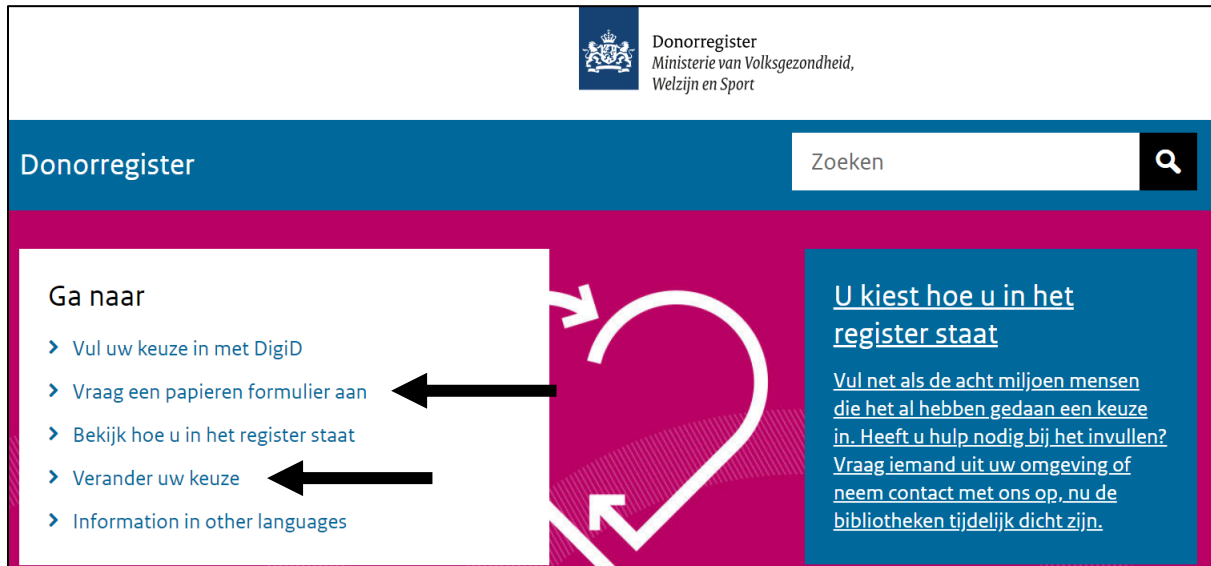 Donorregister
Ministerie van Volksgezondheid,
Welzijn en Sport
Donorregister
Zoeken
Ga naar
Vul uw keuze in met DigiD
Vraag een papieren formulier aan
Bekijk hoe u in het register staat
Verander uw keuze
Information in other languages
U kiest hoe u in het
register staat
Vul net als de acht miljoen mensen
die het al hebben gedaan een keuze
in. Heeft u hulp nodig bij het invullen?
Vraag iemand uit uw omgeving of
neem contact met ons op, nu de
bibliotheken tijdelijk dicht zijn.